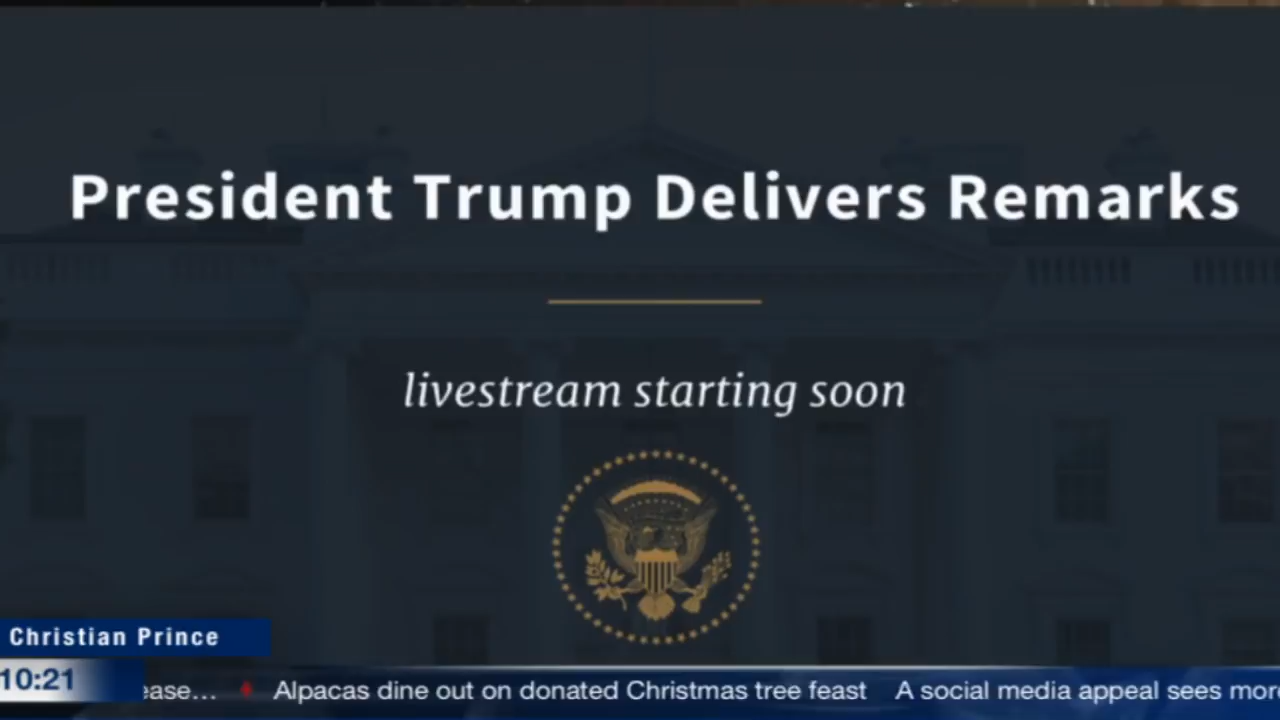 President Trump Delivers Remarks
livestream starting soon
Christian Prince
10:21
ease... Alpacas dine out on donated Christmas tree feast A social media appeal sees more